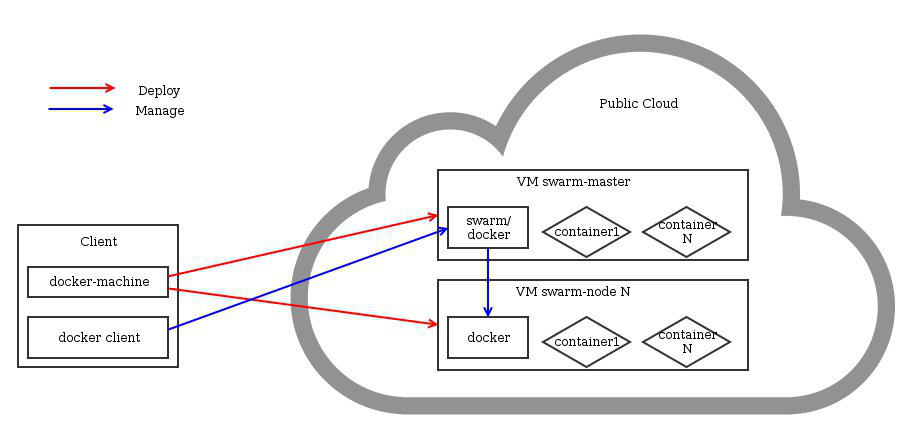 Deploy
Manage
Public Cloud
VM swarm-master
swarm/
docker
container1
container
N
Client
docker-machine
docker client
VM swarm-node N
docker
container1
container
N